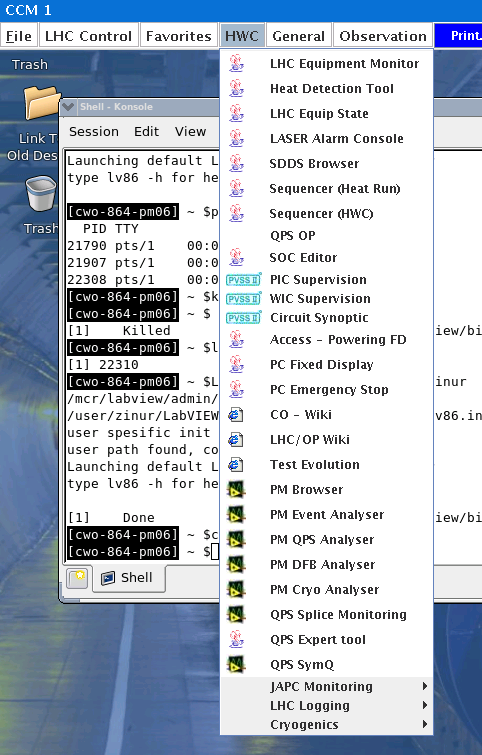 CCM 1
File LHC Control Favorites HWC General Observation Print.
Trash
Link T
Old Des
Trash
Shell - Konsole
Session Edit View
Launching default L
type lv86 -h for he
[cwo-864-pm06] ~ $p
PID TTY
21790 pts/1 00:0
21907 pts/1 00:0
22308 pts/1 00:0
[cwo-864-pm06] ~ $k
[cwo-864-pm06] ~ $
[1] Killed iew/bi
[cwo-864-pm06] ~ $l
[1] 22310
[cwo-864-pm06] ~ $L inur
/mcr/labview/admin/
/user/zinur/LabVIEW v86.in
user spesific init
user path found, co
Launching default L
type lv86 -h for he
[1] Done iew/bi
[cwo-864-pm06] ~ $c
[cwo-864-pm06] ~ $
Shell
LHC Equipment Monitor
Heat Detection Tool
LHC Equip State
LASER Alarm Console
SDDS Browser
Sequencer (Heat Run)
Sequencer (HWC)
QPS OP
SOC Editor
PVSS II PIC Supervision
PVSS II WIC Supervision
PVSS II Circuit Synoptic
Access - Powering FD
PC Fixed Display
PC Emergency Stop
CO - Wiki
LHC/OP Wiki
Test Evolution
PM Browser
PM Event Analyser
PM QPS Analyser
PM DFB Analyser
PM Cryo Analyser
QPS Splice Monitoring
QPS Expert tool
QPS SymQ
JAPC Monitoring
LHC Logging
Cryogenics